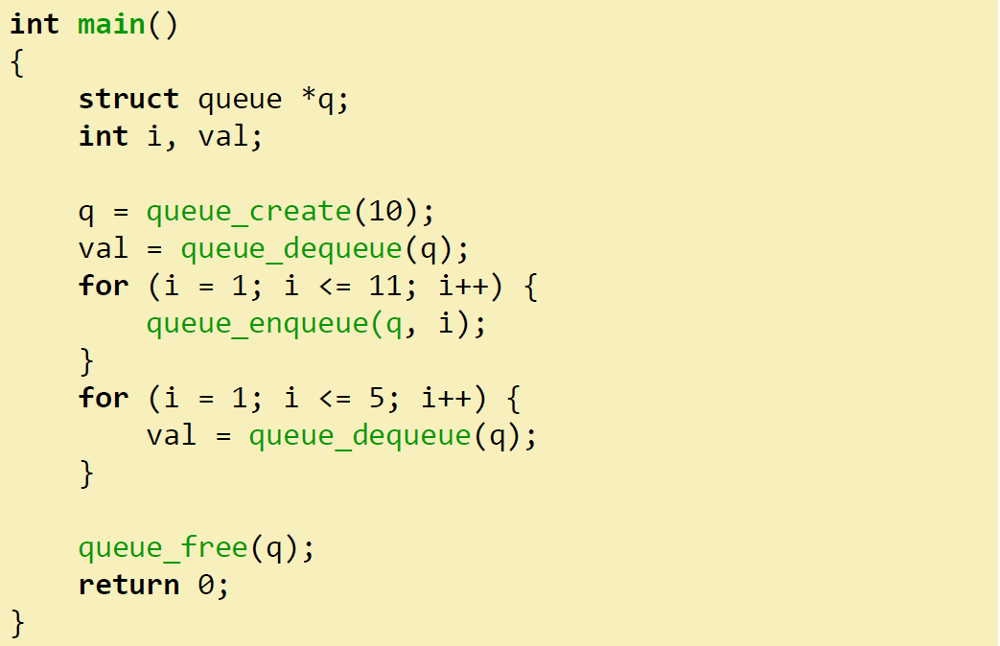 int main()
{
    struct queue *q;
    int i, val;

    q = queue_create(10);
    val = queue_dequeue(q);
    for (i = 1; i <= 11; i++) {
        queue_enqueue(q, i);
    }
    for (i = 1; i <= 5; i++) {
        val = queue_dequeue(q);
    }

    queue_free(q);
    return 0;
}